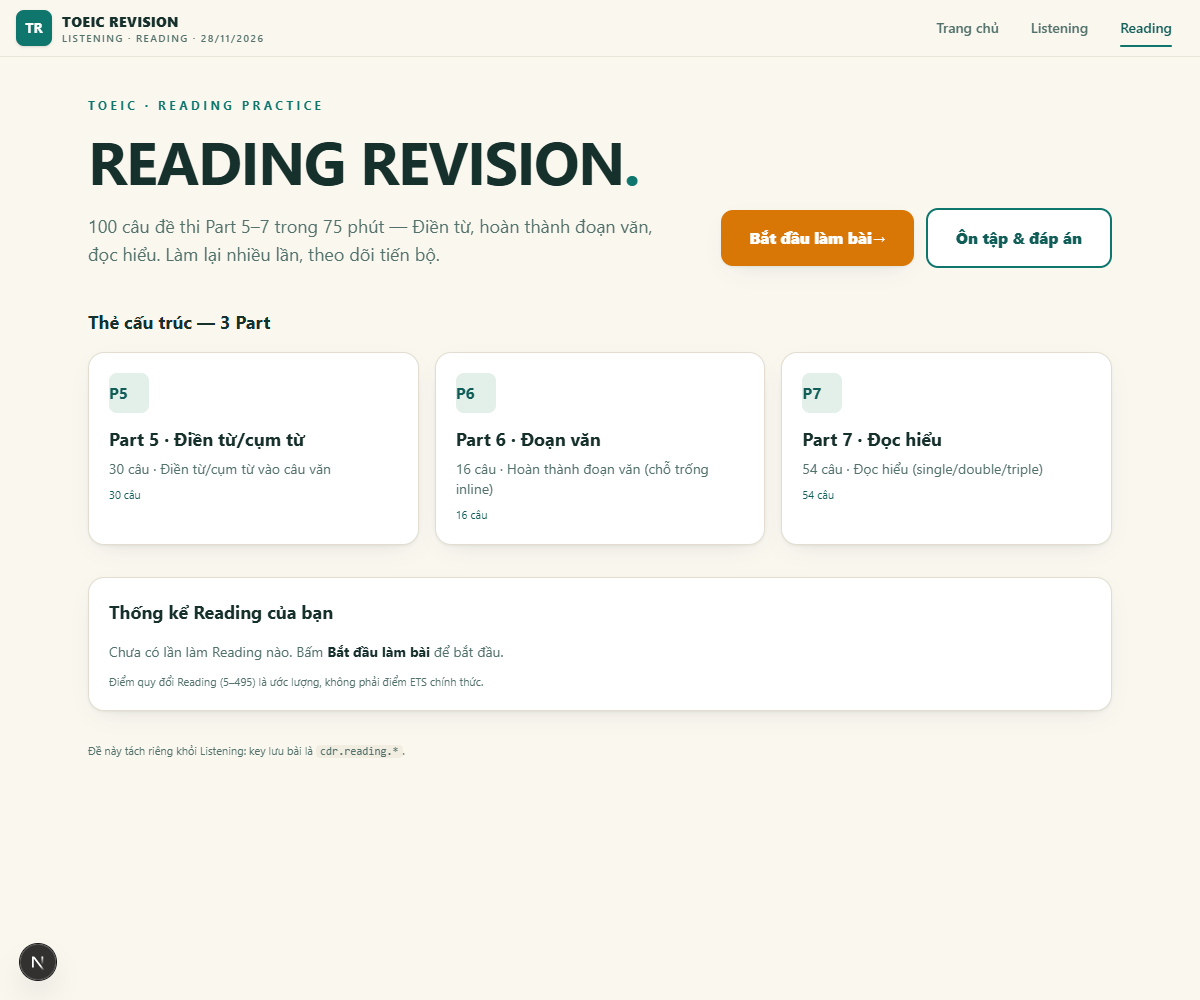 TR
TOEIC REVISION
LISTENING · READING · 28/11/2026
Trang chủ
Listening
Reading
TOEIC · READING PRACTICE
READING REVISION.
100 câu đề thi Part 5–7 trong 75 phút — Điền từ, hoàn thành đoạn văn,
đọc hiểu. Làm lại nhiều lần, theo dõi tiến bộ.
Bắt đầu làm bài→
Ôn tập & đáp án
Thẻ cấu trúc — 3 Part
P5
Part 5 · Điền từ/cụm từ
30 câu · Điền từ/cụm từ vào câu văn
30 câu
P6
Part 6 · Đoạn văn
16 câu · Hoàn thành đoạn văn (chỗ trống
inline)
16 câu
P7
Part 7 · Đọc hiểu
54 câu · Đọc hiểu (single/double/triple)
54 câu
Thống kể Reading của bạn
Chưa có lần làm Reading nào. Bấm Bắt đầu làm bài để bắt đầu.
Điểm quy đổi Reading (5–495) là ước lượng, không phải điểm ETS chính thức.
Đề này tách riêng khỏi Listening: key lưu bài là cdr.reading.*.
N